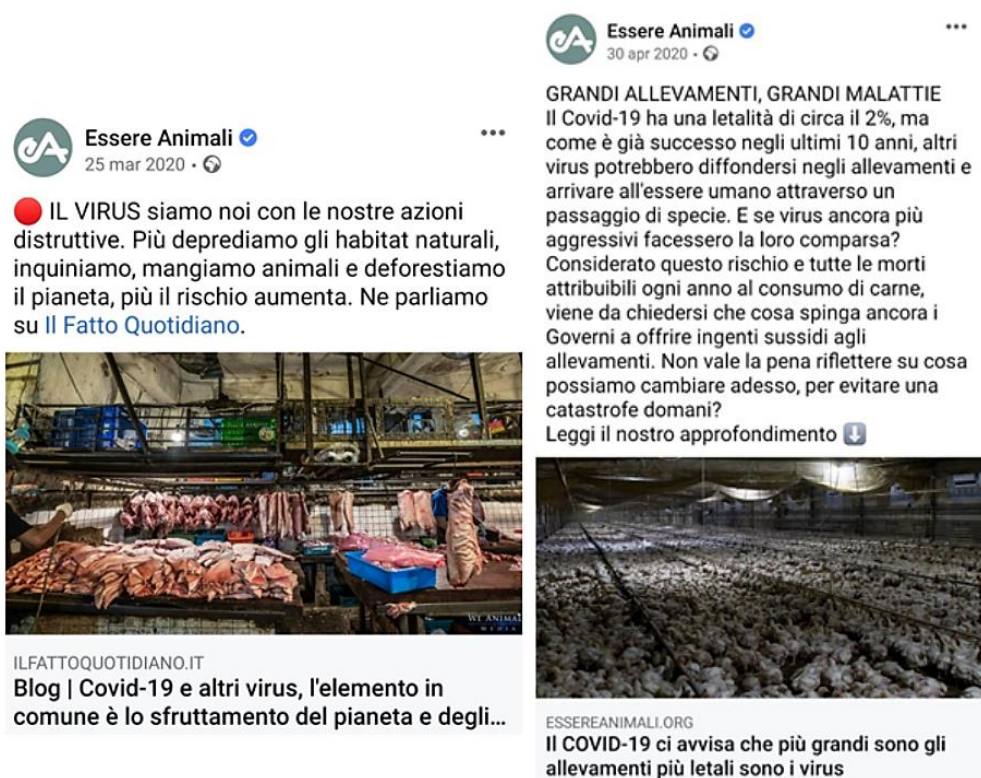 Essere Animali
25 mar 2020 •
IL VIRUS siamo noi con le nostre azioni
distruttive. Più deprediamo gli habitat naturali,
inquiniamo, mangiamo animali e deforestiamo
il pianeta, più il rischio aumenta. Ne parliamo
su Il Fatto Quotidiano.
WE ANIMA
MEDIA
ILFATTOQUOTIDIANO.IT
Blog | Covid-19 e altri virus, l'elemento in
comune è lo sfruttamento del pianeta e degli...
Essere Animali
30 apr 2020 •
GRANDI ALLEVAMENTI, GRANDI MALATTIE
Il Covid-19 ha una letalità di circa il 2%, ma
come è già successo negli ultimi 10 anni, altri
virus potrebbero diffondersi negli allevamenti e
arrivare all'essere umano attraverso un
passaggio di specie. E se virus ancora più
aggressivi facessero la loro comparsa?
Considerato questo rischio e tutte le morti
attribuibili ogni anno al consumo di carne,
viene da chiedersi che cosa spinga ancora i
Governi a offrire ingenti sussidi agli
allevamenti. Non vale la pena riflettere su cosa
possiamo cambiare adesso, per evitare una
catastrofe domani?
Leggi il nostro approfondimento
ESSEREANIMALI.ORG
Il COVID-19 ci avvisa che più grandi sono gli
allevamenti più letali sono i virus